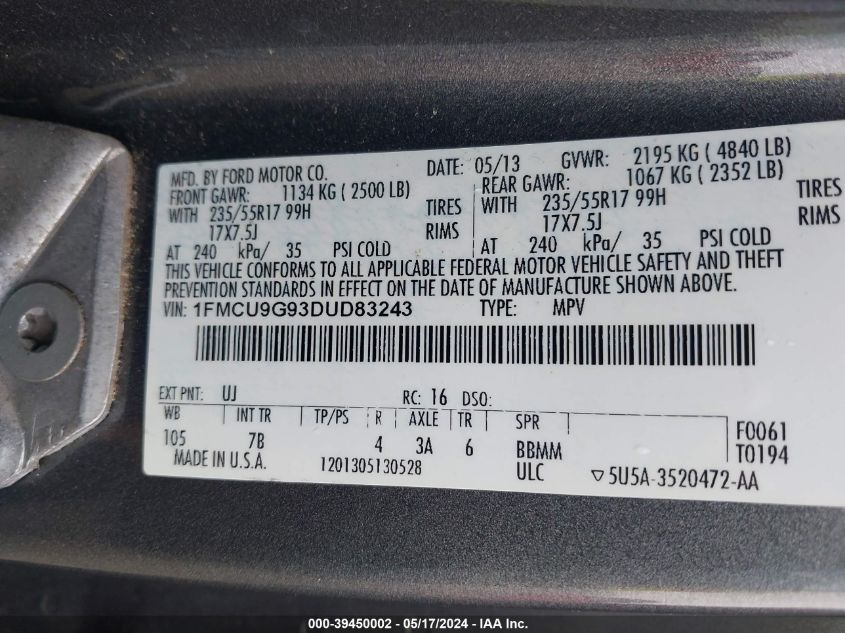 MFD. BY FORD MOTOR CO. DATE: 05/13 GVWR: 2195 KG ( 4840 LB)
FRONT GAWR: 1134 KG ( 2500 LB) REAR GAWR: 1067 KG ( 2352 LB)
WITH 235/55R17 99H TIRES WITH 235/55R17 99H TIRES
17X7.5J RIMS 17X7.5J RIMS
AT 240 kPa/ 35 PSI COLD AT 240 kPa/ 35 PSI COLD
THIS VEHICLE CONFORMS TO ALL APPLICABLE FEDERAL MOTOR VEHICLE SAFETY AND THEFT
PREVENTION STANDARDS IN EFFECT ON THE DATE OF MANUFACTURE SHOWN ABOVE.
VIN: 1FMCU9G93DUD83243 TYPE: MPV
EXT PNT: UJ RC: 16 DSO:
WB INT TR TP/PS R AXLE TR SPR
105 7B 4 3A 6 BBMM F0061
MADE IN U.S.A. 1201305130528 ULC T0194
5U5A-3520472-AA
000-39450002 - 05/17/2024 - IAA Inc.